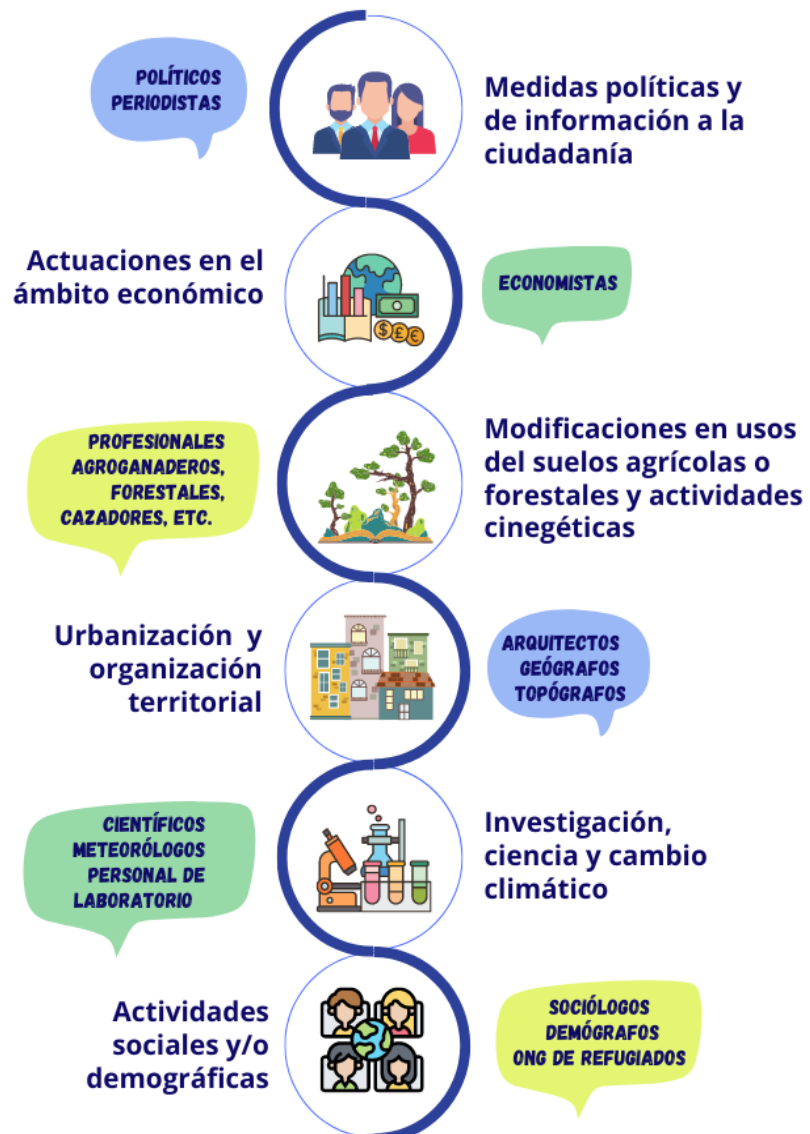 POLÍTICOS
PERIODISTAS
Medidas políticas y
de información a la
ciudadanía
Actuaciones en el
ámbito económico
ECONOMISTAS
PROFESIONALES
AGROGANADEROS,
FORESTALES,
CAZADORES, ETC.
Modificaciones en usos
del suelos agrícolas o
forestales y actividades
cinegéticas
Urbanización y
organización
territorial
ARQUITECTOS
GEÓGRAFOS
TOPÓGRAFOS
CIENTÍFICOS
METEORÓLOGOS
PERSONAL DE
LABORATORIO
Investigación,
ciencia y cambio
climático
Actividades
sociales y/o
demográficas
SOCIÓLOGOS
DEMÓGRAFOS
ONG DE REFUGIADOS